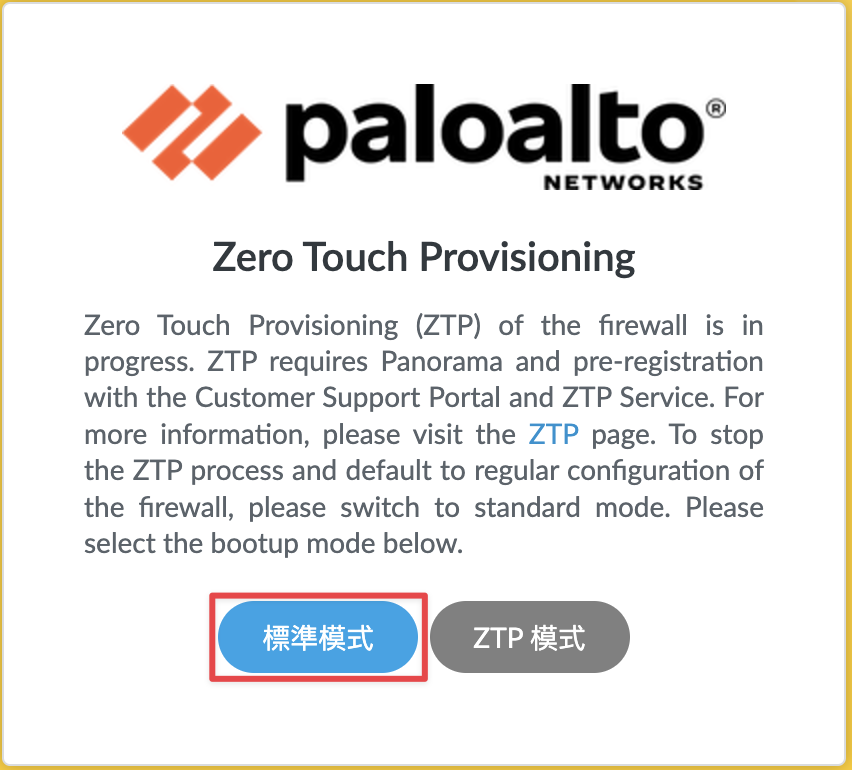 paloalto®
NETWORKS
Zero Touch Provisioning
Zero Touch Provisioning (ZTP) of the firewall is in
progress. ZTP requires Panorama and pre-registration
with the Customer Support Portal and ZTP Service. For
more information, please visit the ZTP page. To stop
the ZTP process and default to regular configuration of
the firewall, please switch to standard mode. Please
select the bootup mode below.
標準模式
ZTP 模式